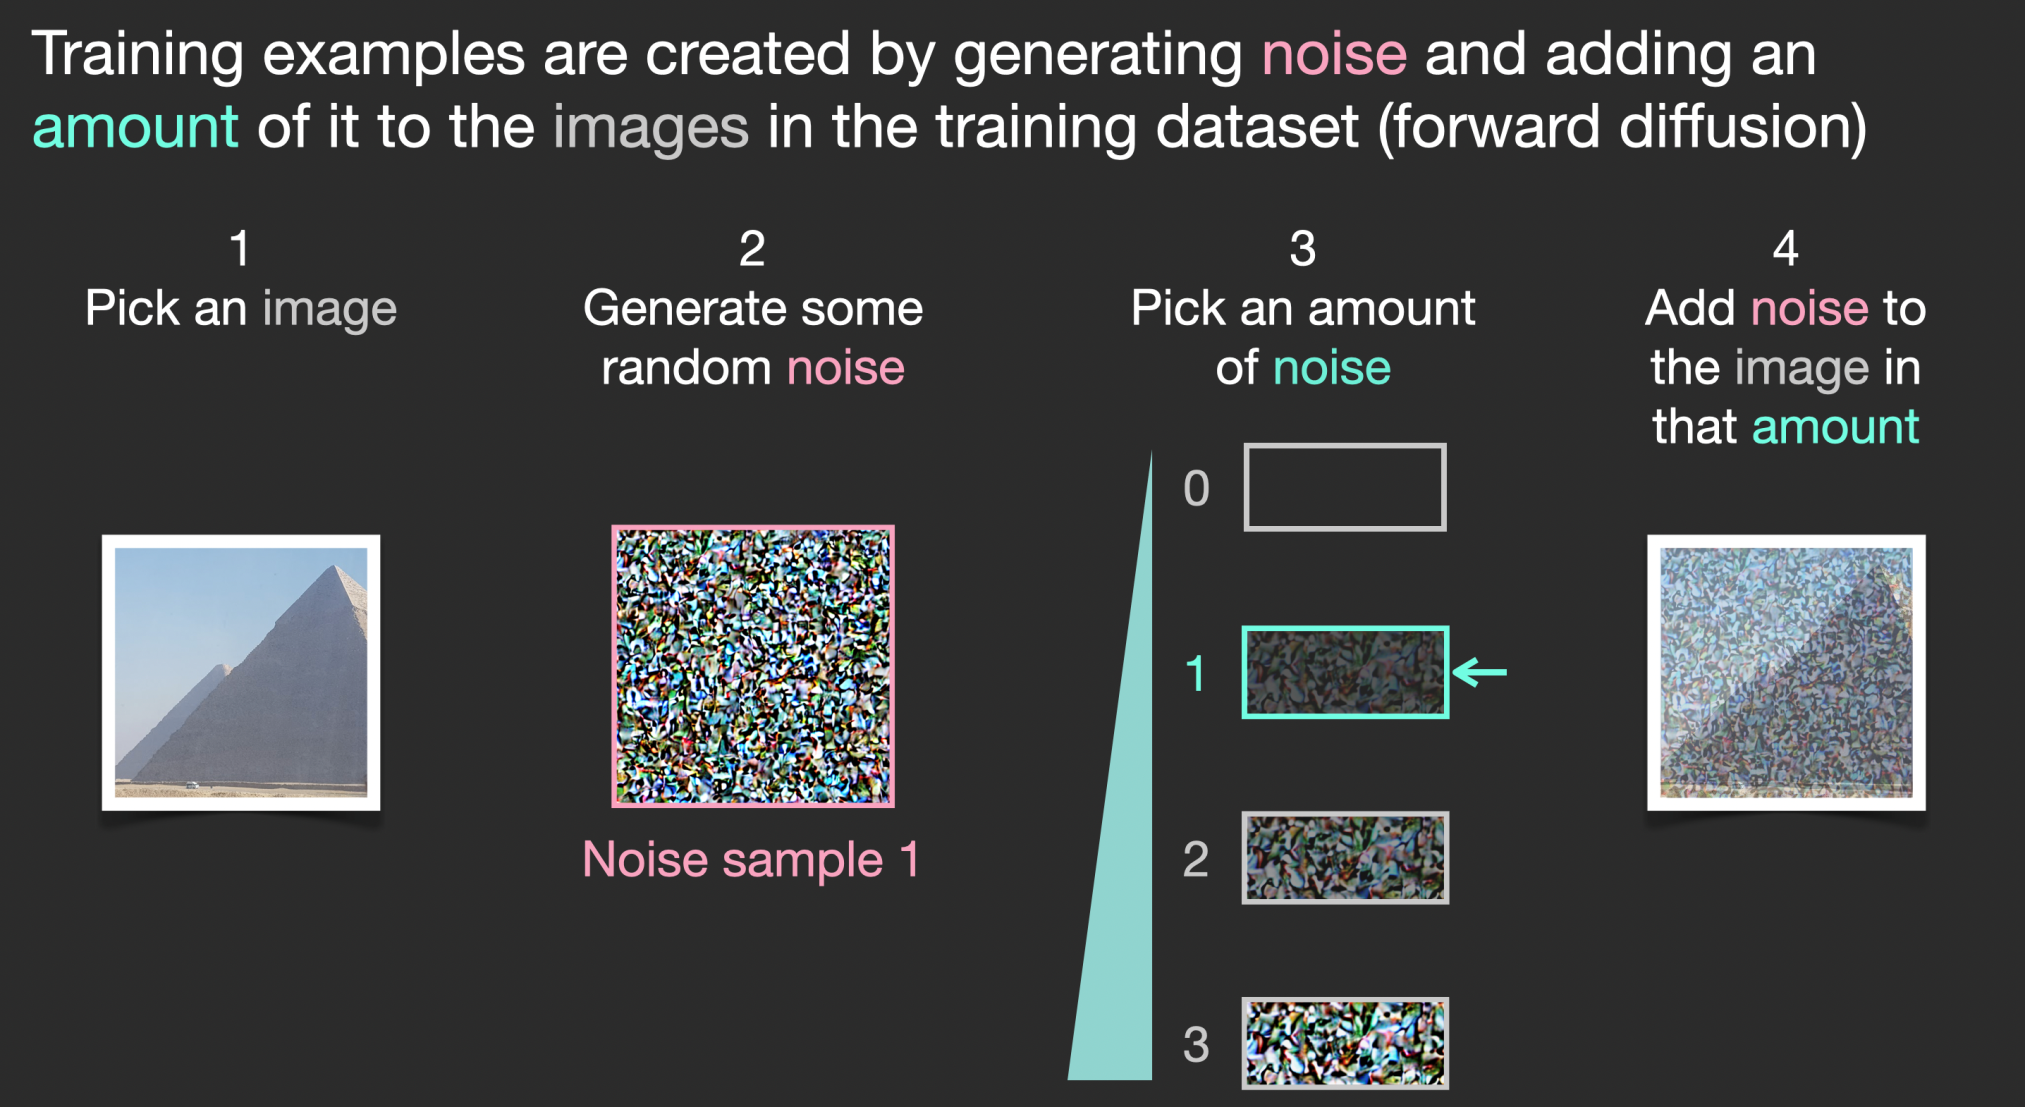 Training examples are created by generating noise and adding an
amount of it to the images in the training dataset (forward diffusion)
1
Pick an image
2
Generate some
random noise
Noise sample 1
3
Pick an amount
of noise
0
1
2
3
4
Add noise to
the image in
that amount